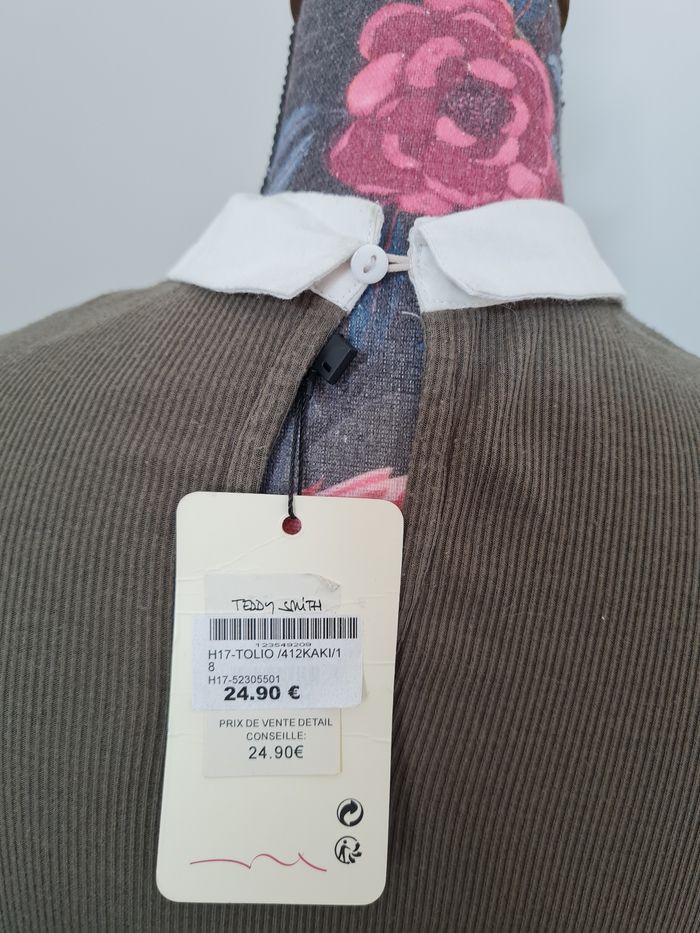 TEDDY SMITH
123549209
H17-TOLIO /412KAKI/1
8
H17-52305501
24.90 €
PRIX DE VENTE DETAIL
CONSEILLE:
24.90€